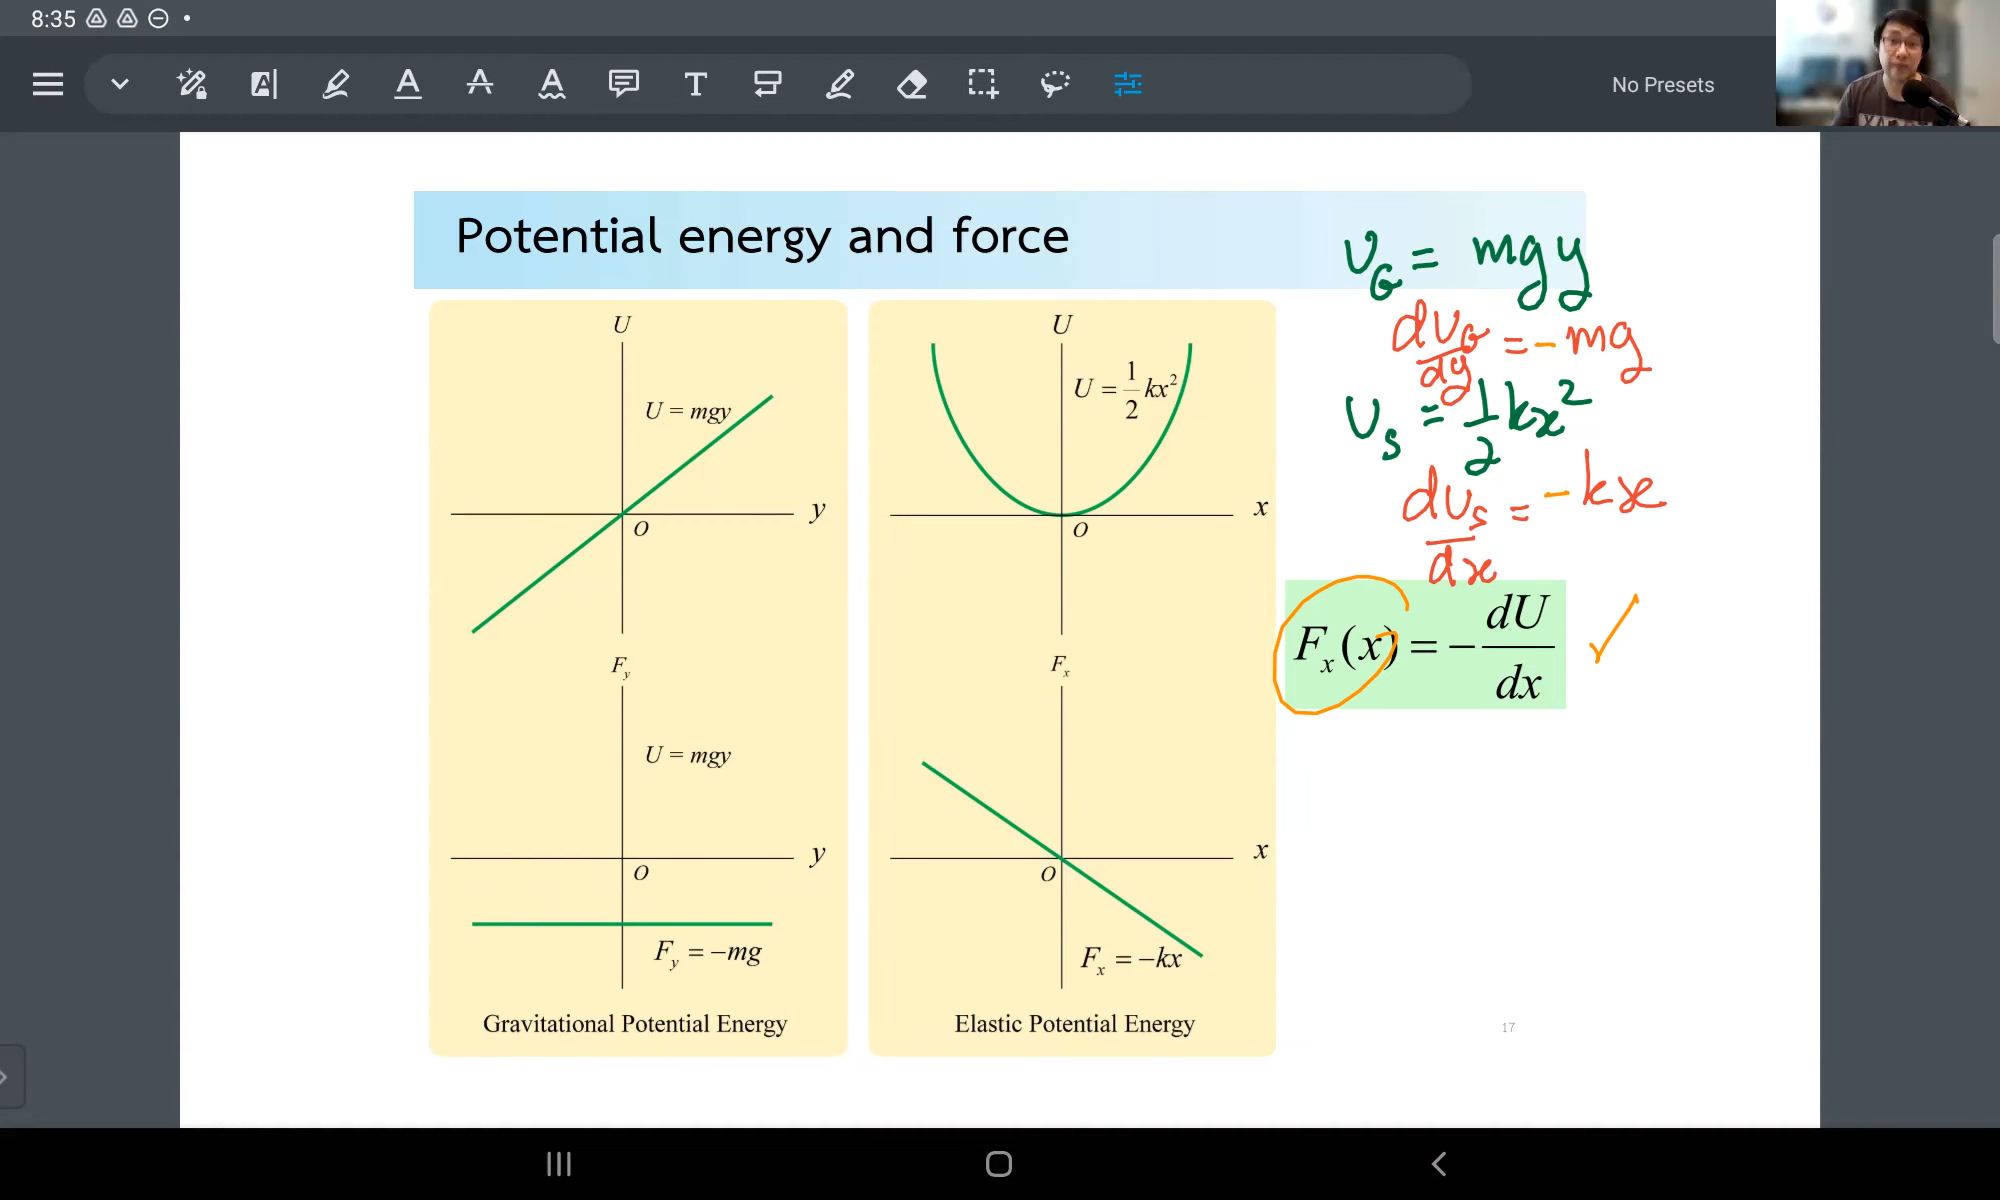 8:35
No Presets
Potential energy and force
U_G = mgy
dU_G/dy = -mg
U_s = 1/2 kx²
dU_s/dx = -kx
F_x(x) = -dU/dx
U
U = mgy
y
O
F_y
U = mgy
y
O
F_y = -mg
Gravitational Potential Energy
U
U = 1/2 kx²
x
O
F_x
x
O
F_x = -kx
Elastic Potential Energy
17